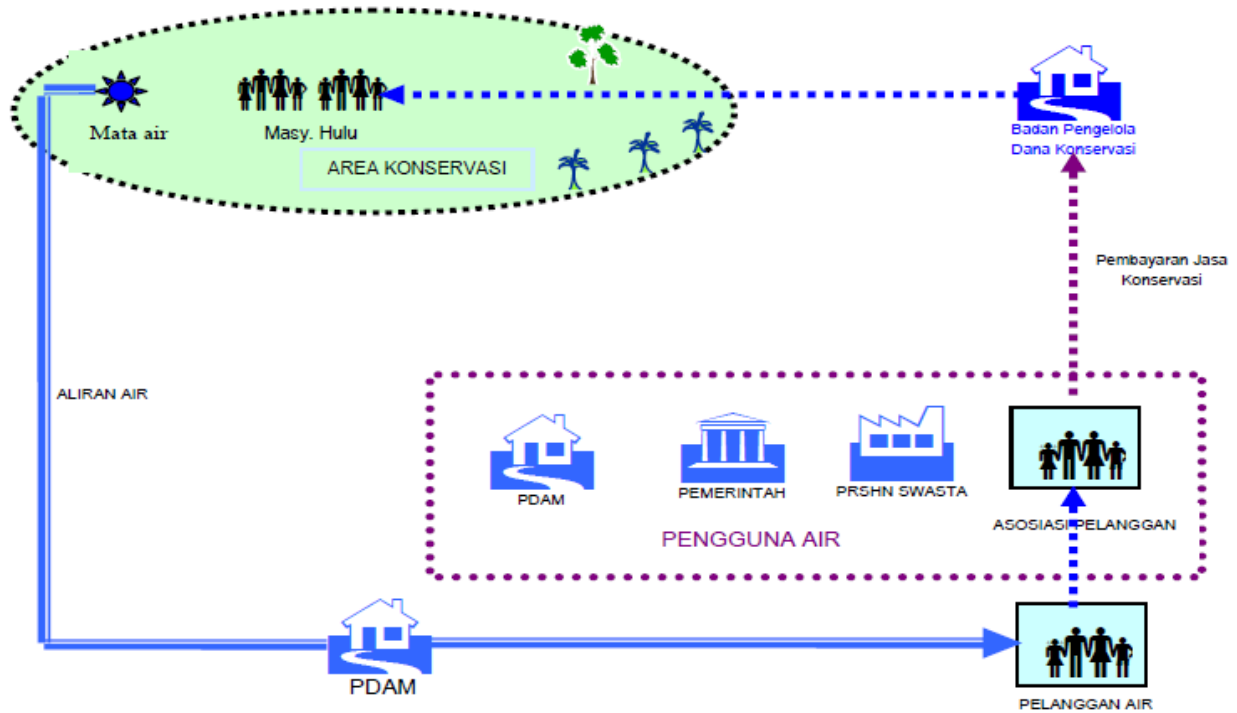 Mata air
Masy. Hulu
AREA KONSERVASI
Badan Pengelola
Dana Konservasi
Pembayaran Jasa
Konservasi
ALIRAN AIR
PDAM
PEMERINTAH
PRSHN SWASTA
ASOSIASI PELANGGAN
PENGGUNA AIR
PDAM
PELANGGAN AIR